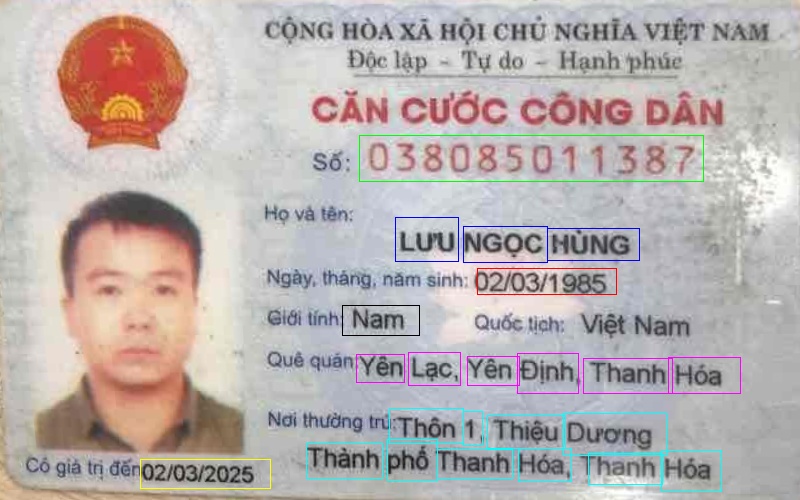 CỘNG HÒA XÃ HỘI CHỦ NGHĨA VIỆT NAM
Độc lập - Tự do - Hạnh phúc
CĂN CƯỚC CÔNG DÂN
Số: 038085011387
Họ và tên:
LƯU NGỌC HÙNG
Ngày, tháng, năm sinh: 02/03/1985
Giới tính: Nam Quốc tịch: Việt Nam
Quê quán: Yên Lạc, Yên Định, Thanh Hóa
Nơi thường trú: Thôn 1, Thiệu Dương
Thành phố Thanh Hóa, Thanh Hóa
Có giá trị đến 02/03/2025